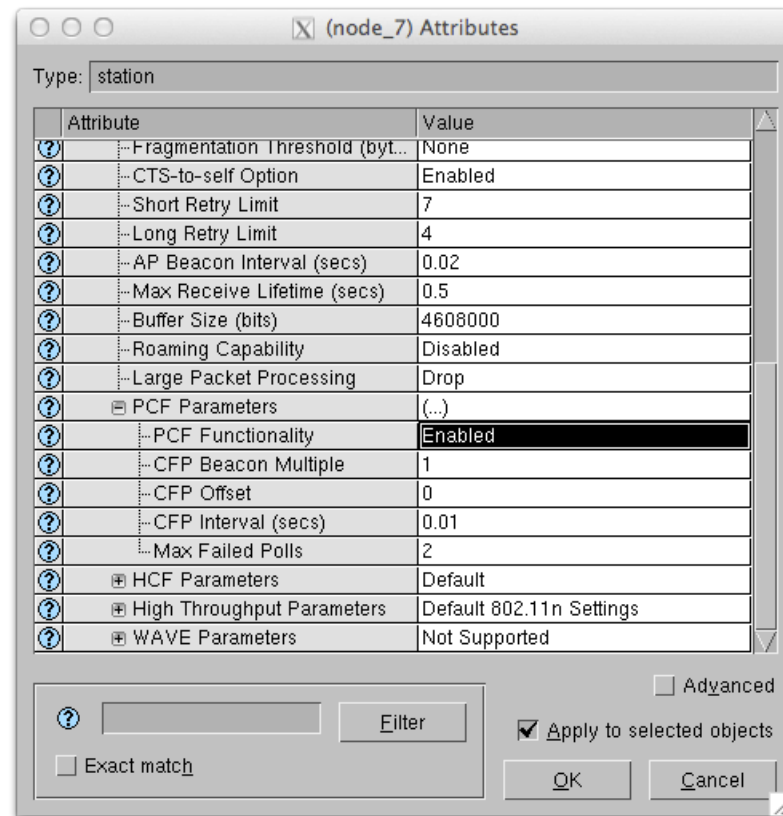 (node_7) Attributes
Type: station
Attribute Value
Fragmentation Threshold (byt... None
CTS-to-self Option Enabled
Short Retry Limit 7
Long Retry Limit 4
AP Beacon Interval (secs) 0.02
Max Receive Lifetime (secs) 0.5
Buffer Size (bits) 4608000
Roaming Capability Disabled
Large Packet Processing Drop
PCF Parameters (...)
PCF Functionality Enabled
CFP Beacon Multiple 1
CFP Offset 0
CFP Interval (secs) 0.01
Max Failed Polls 2
HCF Parameters Default
High Throughput Parameters Default 802.11n Settings
WAVE Parameters Not Supported
Advanced
Filter
Apply to selected objects
Exact match
OK Cancel